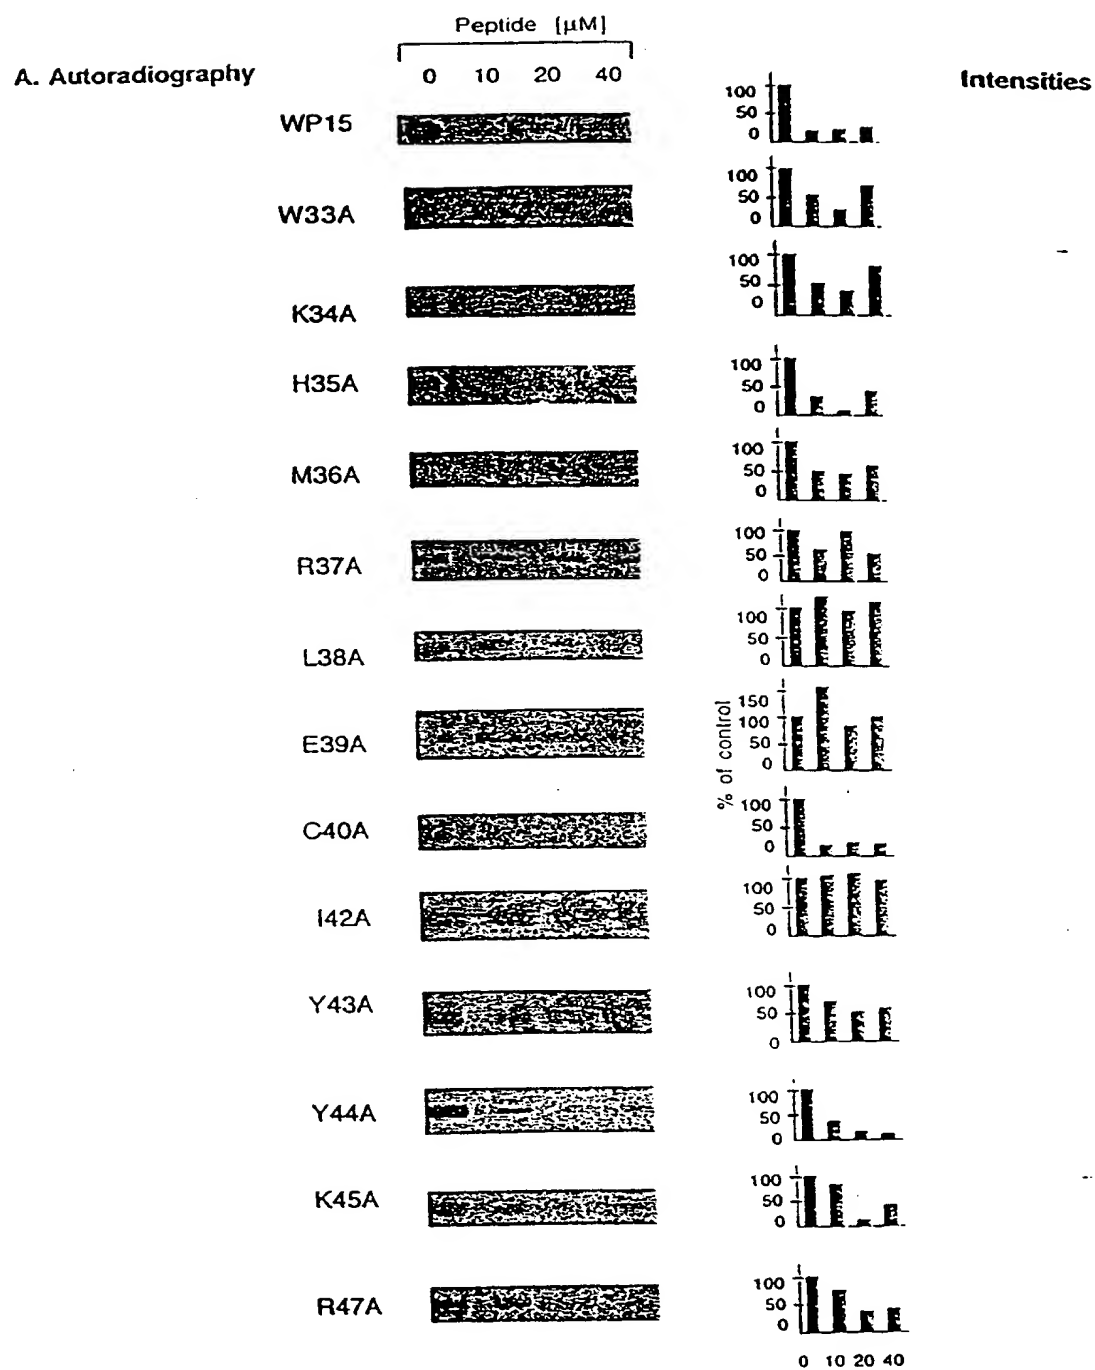 Peptide [µM]
A. Autoradiography 0 10 20 40 Intensities
WP15 100 50 0
W33A 100 50 0
K34A 100 50 0
H35A 100 50 0
M36A 100 50 0
R37A 100 50 0
L38A 100 50 0
E39A 150 100 50 0
% of control
C40A 100 50 0
I42A 100 50 0
Y43A 100 50 0
Y44A 100 50 0
K45A 100 50 0
R47A 100 50 0
0 10 20 40